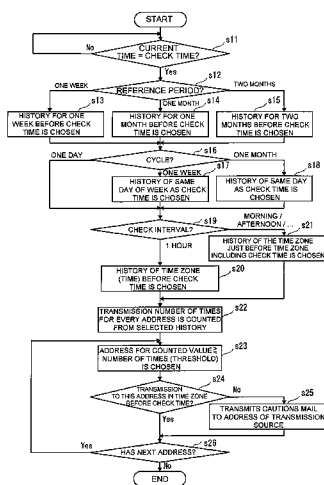 START
s11
CURRENT
TIME = CHECK TIME?
No
Yes
s12
REFERENCE PERIOD?
ONE WEEK
TWO MONTHS
ONE MONTH
s13
s14
s15
HISTORY FOR ONE
WEEK BEFORE CHECK
TIME IS CHOSEN
HISTORY FOR ONE
MONTH BEFORE CHECK
TIME IS CHOSEN
HISTORY FOR TWO
MONTHS BEFORE CHECK
TIME IS CHOSEN
s16
CYCLE?
ONE DAY
ONE MONTH
ONE WEEK
s17
s18
HISTORY OF SAME
DAY OF WEEK AS
CHECK TIME IS
CHOSEN
HISTORY OF SAME DAY
AS CHECK TIME IS
CHOSEN
s19
CHECK INTERVAL?
MORNING /
AFTERNOON / ...
s21
1 HOUR
HISTORY OF THE TIME ZONE
JUST BEFORE TIME ZONE
INCLUDING CHECK TIME IS CHOSEN
HISTORY OF TIME ZONE
(TIME) BEFORE CHECK
TIME IS CHOSEN
s20
s22
TRANSMISSION NUMBER OF TIMES
FOR EVERY ADDRESS IS COUNTED
FROM SELECTED HISTORY
s23
ADDRESS FOR COUNTED VALUE≧
NUMBER OF TIMES (THRESHOLD)
IS CHOSEN
s24
TRANSMISSION
TO THIS ADDRESS IN TIME ZONE
BEFORE CHECK TIME?
No
s25
Yes
TRANSMITS CAUTIONS MAIL
TO ADDRESS OF TRANSMISSION
SOURCE
s26
Yes
HAS NEXT ADDRESS?
No
END